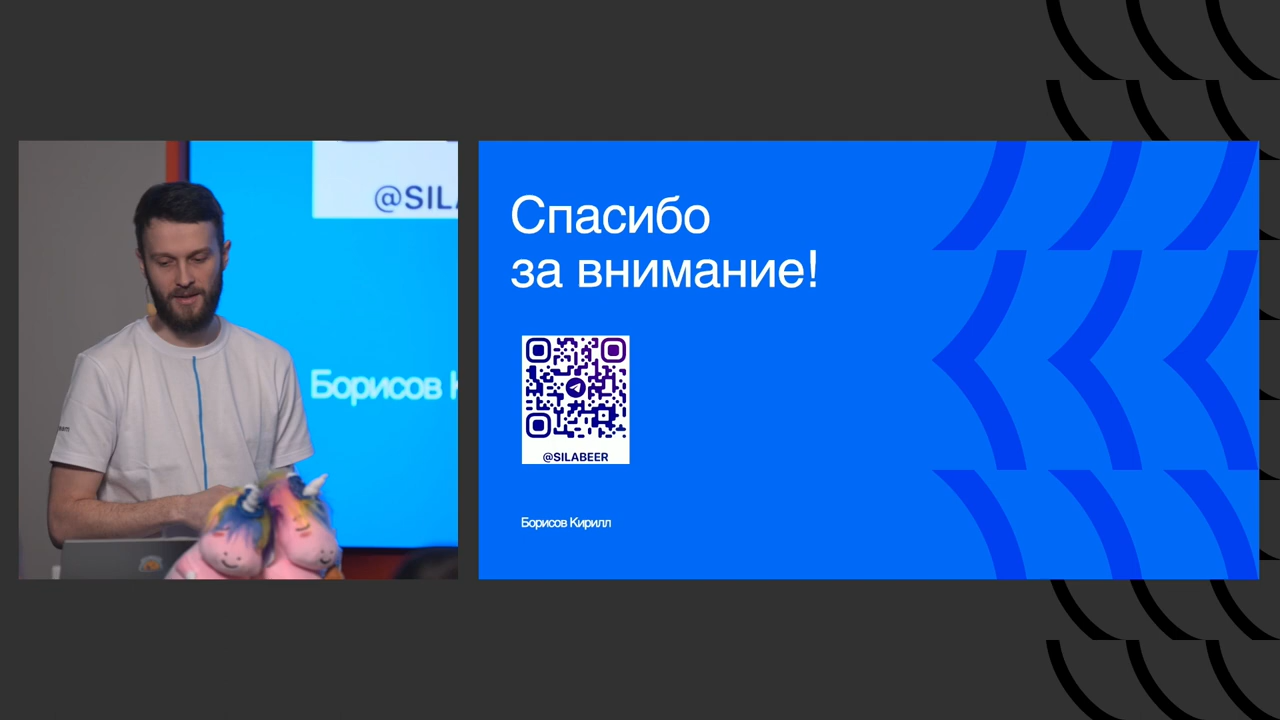 @SIL
Борисов
Спасибо
за внимание!
@SILABEER
Борисов Кирилл